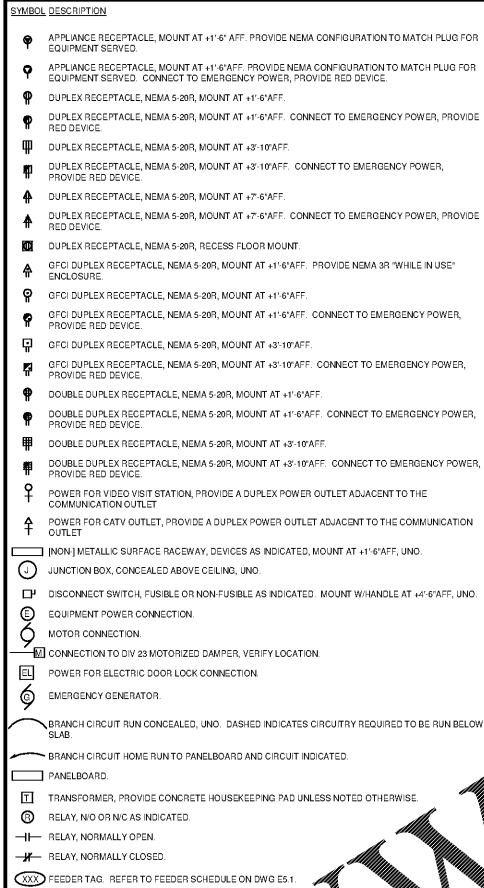 SYMBOL DESCRIPTION
APPLIANCE RECEPTACLE, MOUNT AT +1'-6" AFF. PROVIDE NEMA CONFIGURATION TO MATCH PLUG FOR
EQUIPMENT SERVED.
APPLIANCE RECEPTACLE, MOUNT AT +1'-6"AFF. PROVIDE NEMA CONFIGURATION TO MATCH PLUG FOR
EQUIPMENT SERVED. CONNECT TO EMERGENCY POWER, PROVIDE RED DEVICE.
DUPLEX RECEPTACLE, NEMA 5-20R, MOUNT AT +1'-6"AFF.
DUPLEX RECEPTACLE, NEMA 5-20R, MOUNT AT +1'-6"AFF. CONNECT TO EMERGENCY POWER, PROVIDE
RED DEVICE.
DUPLEX RECEPTACLE, NEMA 5-20R, MOUNT AT +3'-10"AFF.
DUPLEX RECEPTACLE, NEMA 5-20R, MOUNT AT +3'-10"AFF. CONNECT TO EMERGENCY POWER,
PROVIDE RED DEVICE.
DUPLEX RECEPTACLE, NEMA 5-20R, MOUNT AT +7'-6"AFF.
DUPLEX RECEPTACLE, NEMA 5-20R, MOUNT AT +7'-6"AFF. CONNECT TO EMERGENCY POWER, PROVIDE
RED DEVICE.
DUPLEX RECEPTACLE, NEMA 5-20R, RECESS FLOOR MOUNT.
GFCI DUPLEX RECEPTACLE, NEMA 5-20R, MOUNT AT +1'-6"AFF. PROVIDE NEMA 3R "WHILE IN USE"
ENCLOSURE.
GFCI DUPLEX RECEPTACLE, NEMA 5-20R, MOUNT AT +1'-6"AFF.
GFCI DUPLEX RECEPTACLE, NEMA 5-20R, MOUNT AT +1'-6"AFF. CONNECT TO EMERGENCY POWER,
PROVIDE RED DEVICE.
GFCI DUPLEX RECEPTACLE, NEMA 5-20R, MOUNT AT +3'-10"AFF.
GFCI DUPLEX RECEPTACLE, NEMA 5-20R, MOUNT AT +3'-10"AFF. CONNECT TO EMERGENCY POWER,
PROVIDE RED DEVICE.
DOUBLE DUPLEX RECEPTACLE, NEMA 5-20R, MOUNT AT +1'-6"AFF.
DOUBLE DUPLEX RECEPTACLE, NEMA 5-20R, MOUNT AT +1'-6"AFF. CONNECT TO EMERGENCY POWER,
PROVIDE RED DEVICE.
DOUBLE DUPLEX RECEPTACLE, NEMA 5-20R, MOUNT AT +3'-10"AFF.
DOUBLE DUPLEX RECEPTACLE, NEMA 5-20R, MOUNT AT +3'-10"AFF. CONNECT TO EMERGENCY POWER,
PROVIDE RED DEVICE.
POWER FOR VIDEO VISIT STATION, PROVIDE A DUPLEX POWER OUTLET ADJACENT TO THE
COMMUNICATION OUTLET
POWER FOR CATV OUTLET, PROVIDE A DUPLEX POWER OUTLET ADJACENT TO THE COMMUNICATION
OUTLET
[NON-] METALLIC SURFACE RACEWAY, DEVICES AS INDICATED, MOUNT AT +1'-6"AFF, UNO.
J JUNCTION BOX, CONCEALED ABOVE CEILING, UNO.
DISCONNECT SWITCH, FUSIBLE OR NON-FUSIBLE AS INDICATED. MOUNT W/HANDLE AT +4'-6"AFF, UNO.
E EQUIPMENT POWER CONNECTION.
MOTOR CONNECTION.
M CONNECTION TO DIV 23 MOTORIZED DAMPER, VERIFY LOCATION.
EL POWER FOR ELECTRIC DOOR LOCK CONNECTION.
G EMERGENCY GENERATOR.
BRANCH CIRCUIT RUN CONCEALED, UNO. DASHED INDICATES CIRCUITRY REQUIRED TO BE RUN BELOW
SLAB.
BRANCH CIRCUIT HOME RUN TO PANELBOARD AND CIRCUIT INDICATED.
PANELBOARD.
T TRANSFORMER, PROVIDE CONCRETE HOUSEKEEPING PAD UNLESS NOTED OTHERWISE.
R RELAY, N/O OR N/C AS INDICATED.
RELAY, NORMALLY OPEN.
RELAY, NORMALLY CLOSED.
XXX FEEDER TAG. REFER TO FEEDER SCHEDULE ON DWG E5.1.